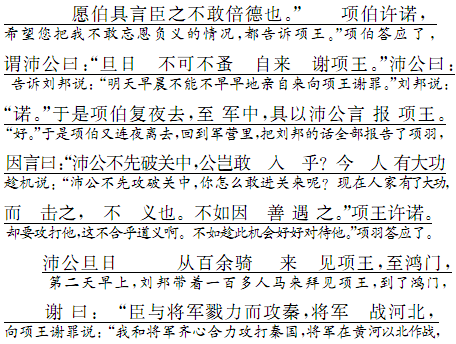 愿伯具言臣之不敢倍德也。” 项伯许诺，
希望您把我不敢忘恩负义的情况，都告诉项王。”项伯答应了，
谓沛公曰：“旦日 不可不蚤 自来 谢项王。”沛公曰：
告诉刘邦说：“明天早晨不能不早早地亲自来向项王谢罪。”刘邦说：
“诺。”于是项伯复夜去，至 军中，具以沛公言 报 项王。
“好。”于是项伯又连夜离去，回到军营里，把刘邦的话全部报告了项羽，
因言曰：“沛公不先破关中，公岂敢 入 乎？今 人 有大功
趁机说：“沛公不先攻破关中，你怎么敢进关来呢？现在人家有了大功，
而 击之， 不 义也。不如因 善 遇 之。”项王许诺。
却要攻打他，这不合乎道义啊。不如趁此机会好好对待他。”项羽答应了。
沛公旦日 从百余骑 来 见项王，至鸿门，
第二天早上，刘邦带着一百多人马来拜见项王，到了鸿门，
谢 曰： “臣与将军戮力而攻秦，将军 战河北，
向项王谢罪说：“我和将军齐心合力攻打秦国，将军在黄河以北作战，